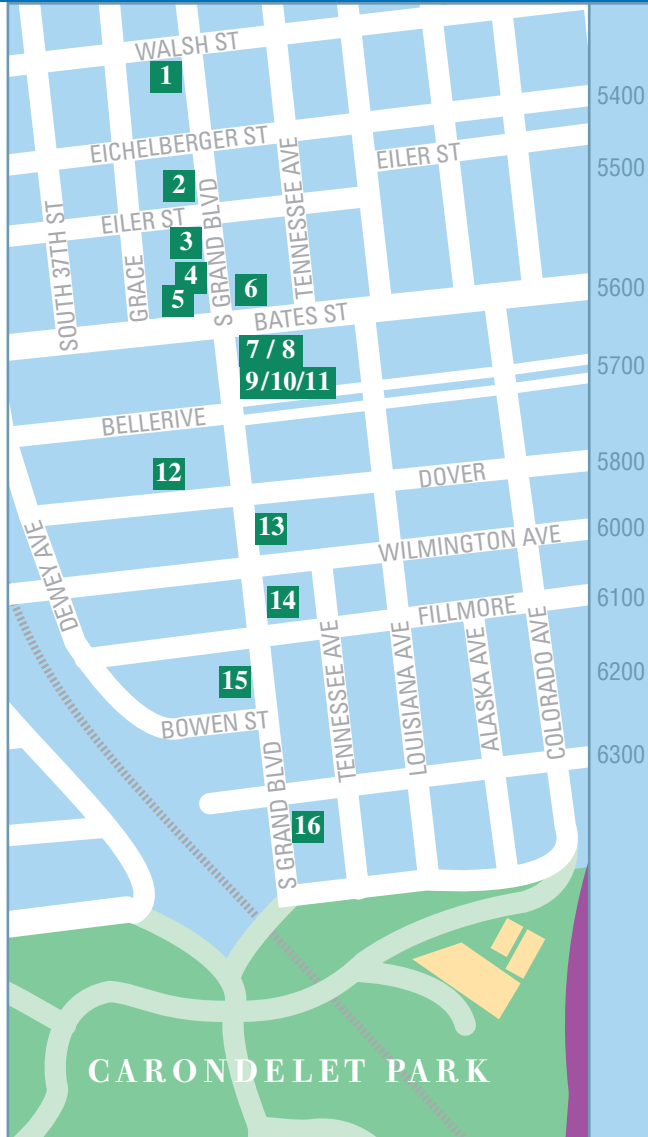 WALSH ST
1
5400
EICHELBERGER ST
EILER ST
5500
2
TENNESSEE AVE
S GRAND BLVD
EILER ST
SOUTH 37TH ST
3
GRACE
4
5
6
5600
BATES ST
7 / 8
9/10/11
5700
BELLERIVE
12
5800
DOVER
13
6000
WILMINGTON AVE
DEWEY AVE
14
6100
FILLMORE
TENNESSEE AVE
LOUISIANA AVE
ALASKA AVE
COLORADO AVE
15
6200
BOWEN ST
S GRAND BLVD
6300
16
CARONDELET PARK